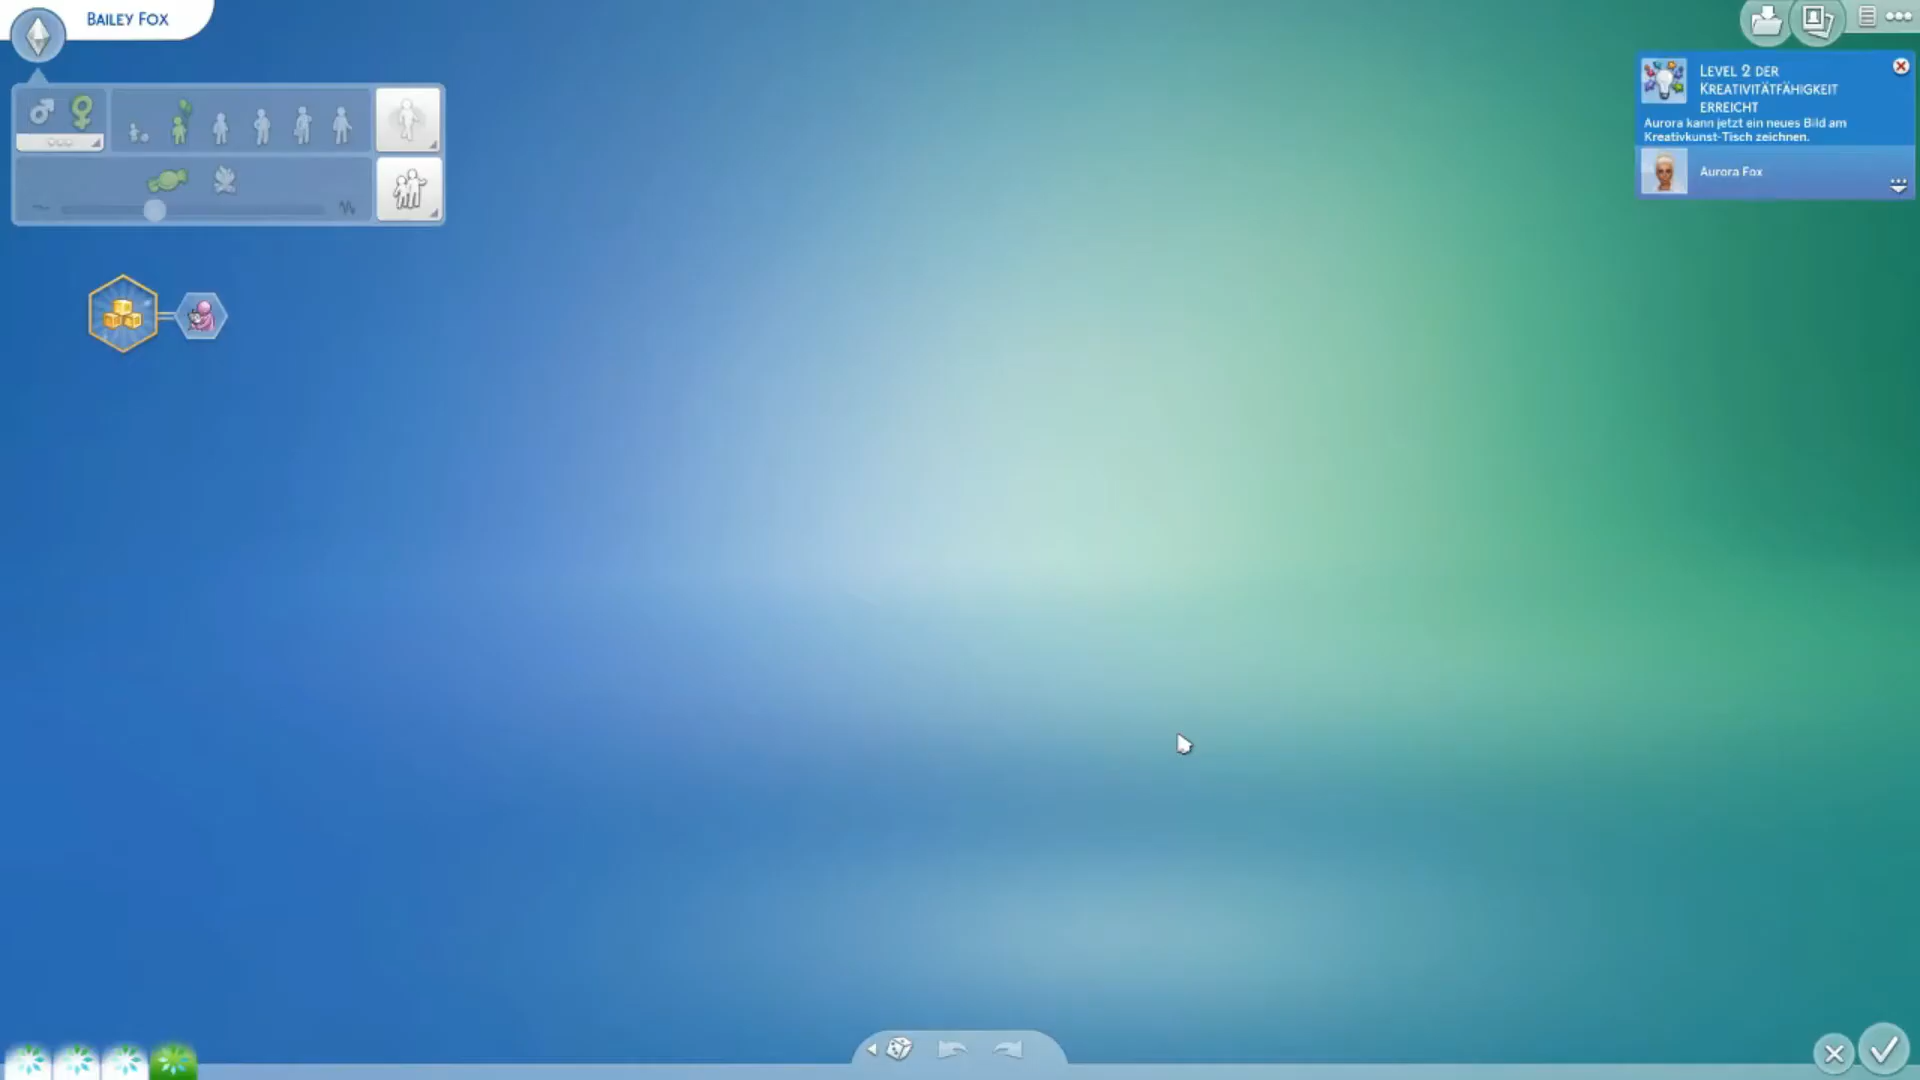 BAILEY FOX
LEVEL 2 DER
KREATIVITÄTFÄHIGKEIT
ERREICHT
Aurora kann jetzt ein neues Bild am
Kreativkunst-Tisch zeichnen.
Aurora Fox